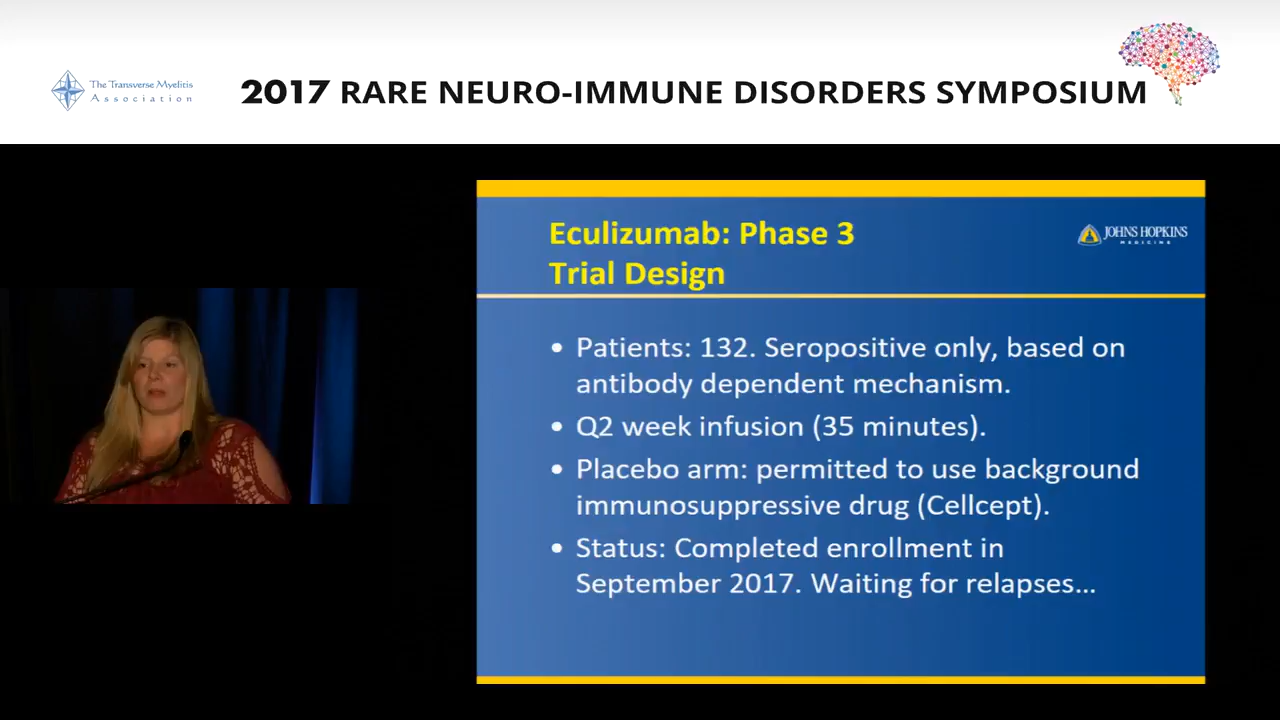 The Transverse Myelitis
Association
2017 RARE NEURO-IMMUNE DISORDERS SYMPOSIUM
Eculizumab: Phase 3
Trial Design
JOHNS HOPKINS
MEDICINE
• Patients: 132. Seropositive only, based on
antibody dependent mechanism.
• Q2 week infusion (35 minutes).
• Placebo arm: permitted to use background
immunosuppressive drug (Cellcept).
• Status: Completed enrollment in
September 2017. Waiting for relapses...